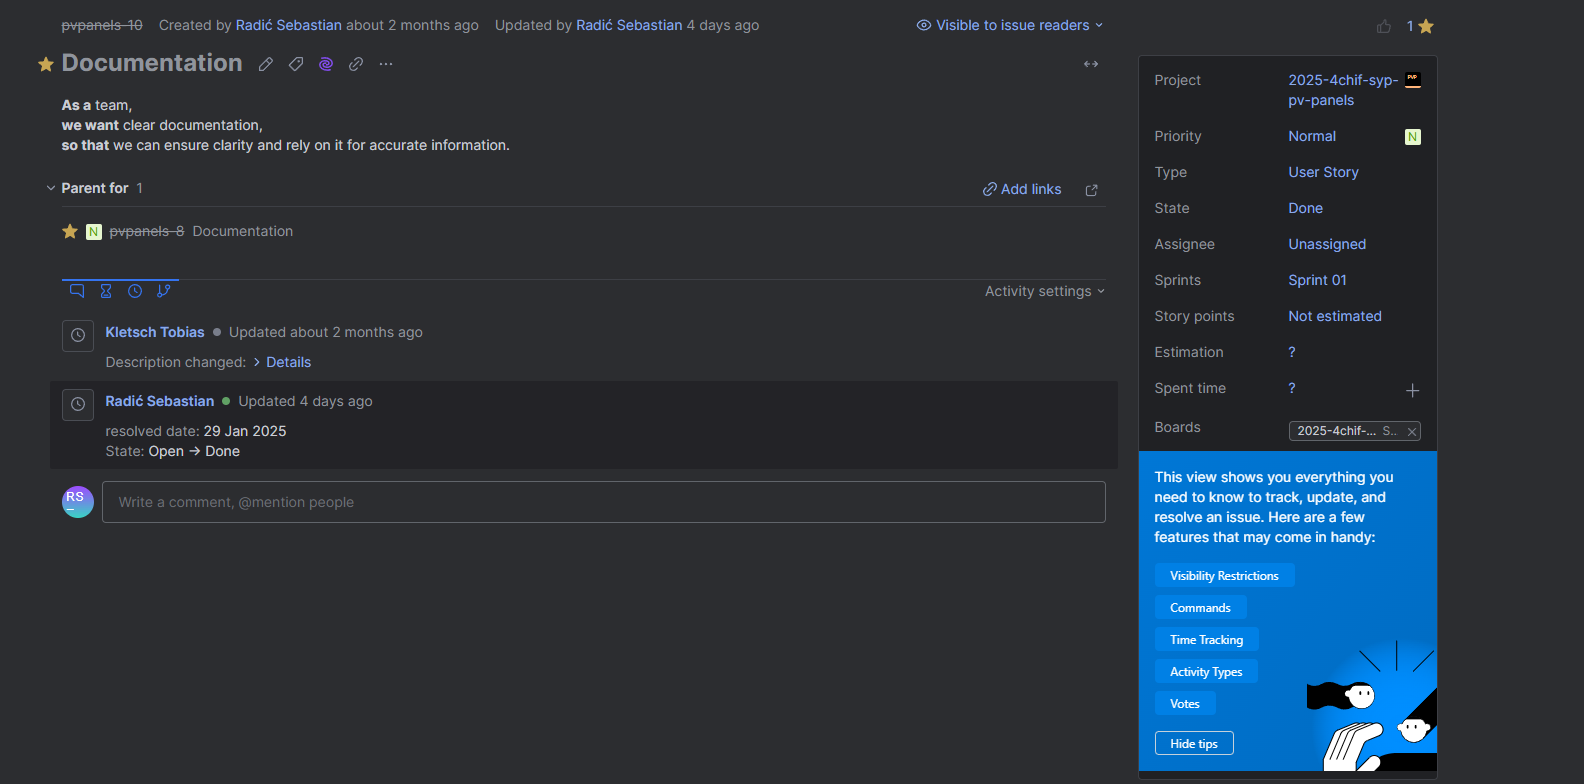 pvpanels-10 Created by Radić Sebastian about 2 months ago Updated by Radić Sebastian 4 days ago Visible to issue readers 1
Documentation
As a team,
we want clear documentation,
so that we can ensure clarity and rely on it for accurate information.
Parent for 1 Add links
N pvpanels-8 Documentation
Activity settings
Kletsch Tobias Updated about 2 months ago
Description changed: Details
Radić Sebastian Updated 4 days ago
resolved date: 29 Jan 2025
State: Open → Done
RS
Write a comment, @mention people
Project 2025-4chif-syp-
pv-panels
PVP
Priority Normal N
Type User Story
State Done
Assignee Unassigned
Sprints Sprint 01
Story points Not estimated
Estimation ?
Spent time ?
Boards 2025-4chif-... S..
This view shows you everything you
need to know to track, update, and
resolve an issue. Here are a few
features that may come in handy:
Visibility Restrictions
Commands
Time Tracking
Activity Types
Votes
Hide tips